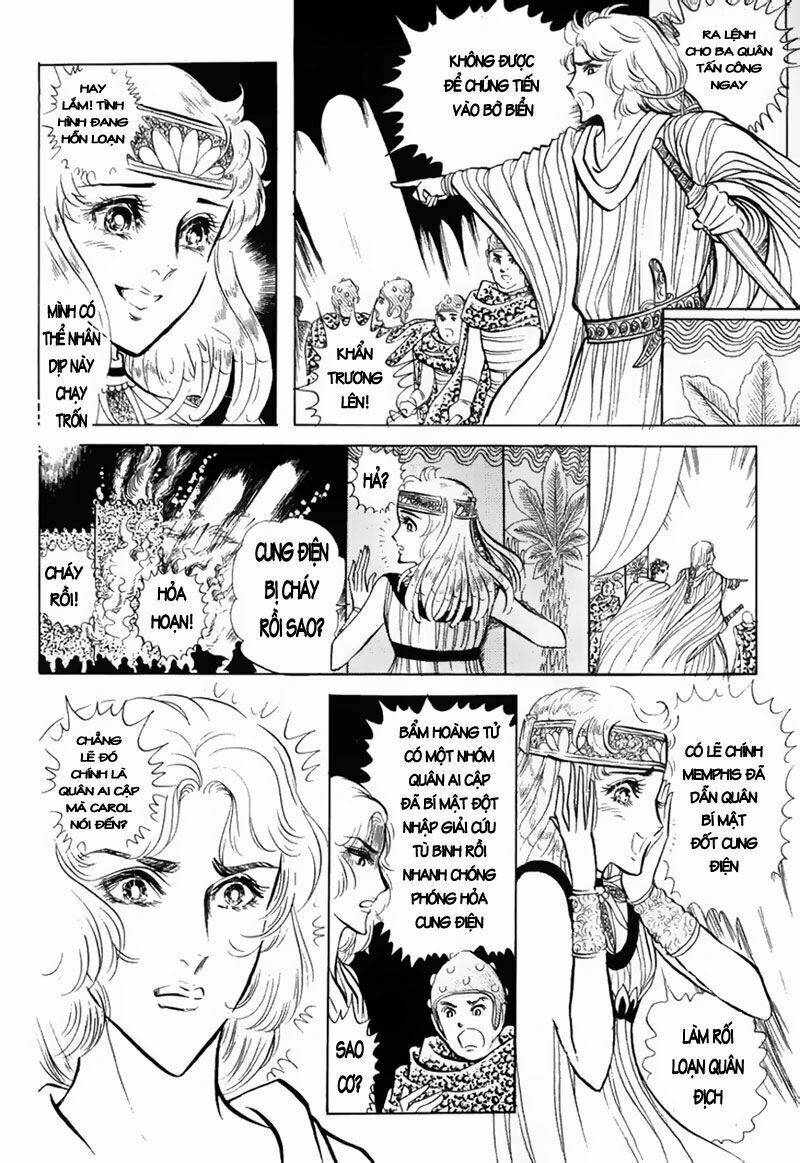 HAY
LẮM! TÌNH
HÌNH ĐANG
HỖN LOẠN
MÌNH CÓ
THỂ NHÂN
DỊP NÀY
CHẠY
TRỐN
KHÔNG ĐƯỢC
ĐỂ CHÚNG TIẾN
VÀO BỜ BIỂN
RA LỆNH
CHO BA QUÂN
TẤN CÔNG
NGAY
KHẨN
TRƯƠNG
LÊN!
CHÁY
RỒI!
HỎA
HOẠN!
CUNG ĐIỆN
BỊ CHÁY
RỒI SAO?
HẢ?
CHẲNG
LẼ ĐÓ
CHÍNH LÀ
QUÂN AI CẬP
MÀ CAROL
NÓI ĐẾN?
BẨM HOÀNG TỬ
CÓ MỘT NHÓM
QUÂN AI CẬP
ĐÃ BÍ MẬT ĐỘT
NHẬP GIẢI CỨU
TÙ BINH RỒI
NHANH CHÓNG
PHÓNG HỎA
CUNG ĐIỆN
SAO
CƠ?
CÓ LẼ CHÍNH
MEMPHIS ĐÃ
DẪN QUÂN
BÍ MẬT
ĐỐT CUNG
ĐIỆN
LÀM RỐI
LOẠN QUÂN
ĐỊCH